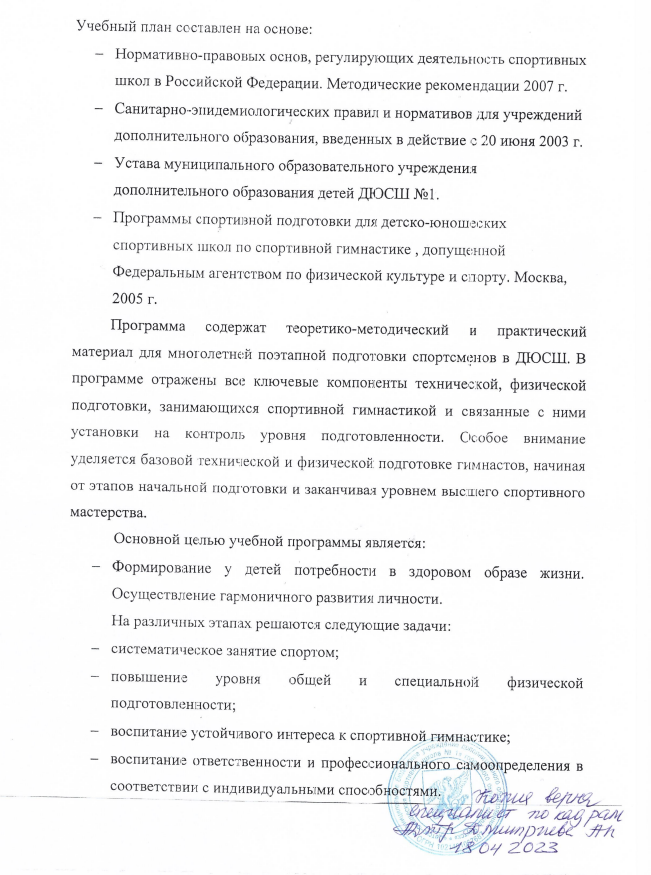 Учебный план составлен на основе:
– Нормативно-правовых основ, регулирующих деятельность спортивных
школ в Российской Федерации. Методические рекомендации 2007 г.
– Санитарно-эпидемиологических правил и нормативов для учреждений
дополнительного образования, введенных в действие с 20 июня 2003 г.
– Устава муниципального образовательного учреждения
дополнительного образования детей ДЮСШ №1.
– Программы спортивной подготовки для детско-юношеских
спортивных школ по спортивной гимнастике , допущенной
Федеральным агентством по физической культуре и спорту. Москва,
2005 г.
Программа содержат теоретико-методический и практический
материал для многолетней поэтапной подготовки спортсменов в ДЮСШ. В
программе отражены все ключевые компоненты технической, физической
подготовки, занимающихся спортивной гимнастикой и связанные с ними
установки на контроль уровня подготовленности. Особое внимание
уделяется базовой технической и физической подготовке гимнастов, начиная
от этапов начальной подготовки и заканчивая уровнем высшего спортивного
мастерства.
Основной целью учебной программы является:
– Формирование у детей потребности в здоровом образе жизни.
Осуществление гармоничного развития личности.
На различных этапах решаются следующие задачи:
– систематическое занятие спортом;
– повышение уровня общей и специальной физической
подготовленности;
– воспитание устойчивого интереса к спортивной гимнастике;
– воспитание ответственности и профессионального самоопределения в
соответствии с индивидуальными способностями.
Копия верна
специалист по кадрам
Дмитриева
18.04 2023